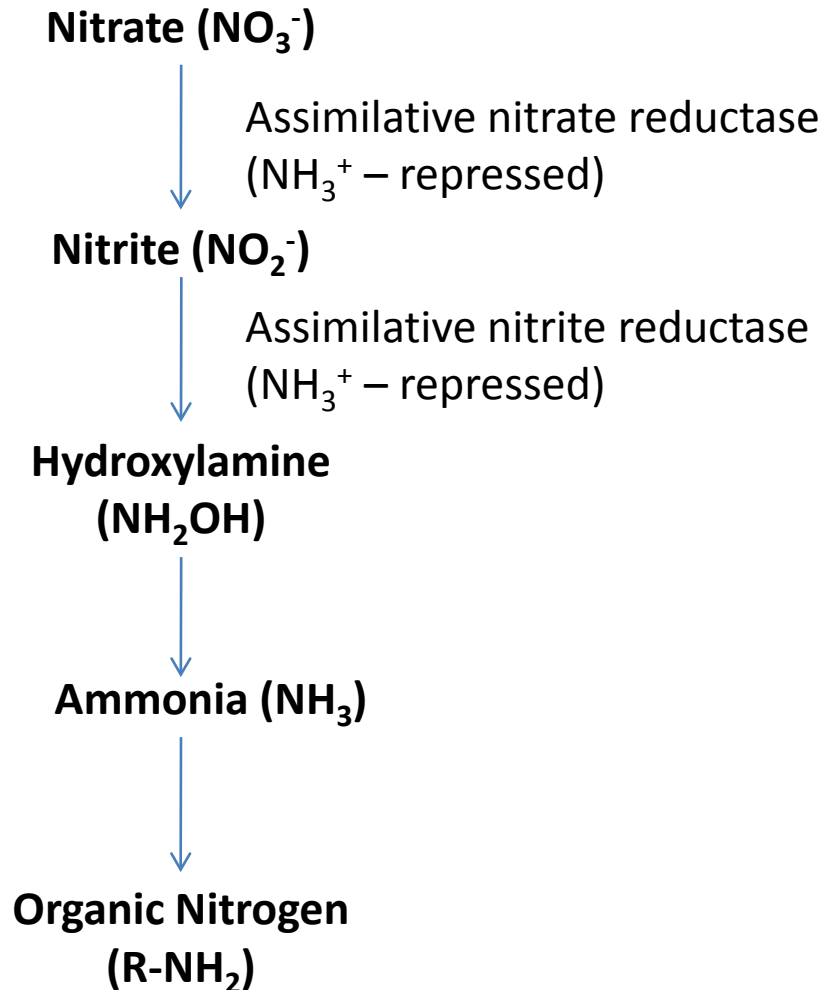 Nitrate (NO₃⁻)
Assimilative nitrate reductase
(NH₃⁺ – repressed)
Nitrite (NO₂⁻)
Assimilative nitrite reductase
(NH₃⁺ – repressed)
Hydroxylamine
(NH₂OH)
Ammonia (NH₃)
Organic Nitrogen
(R-NH₂)